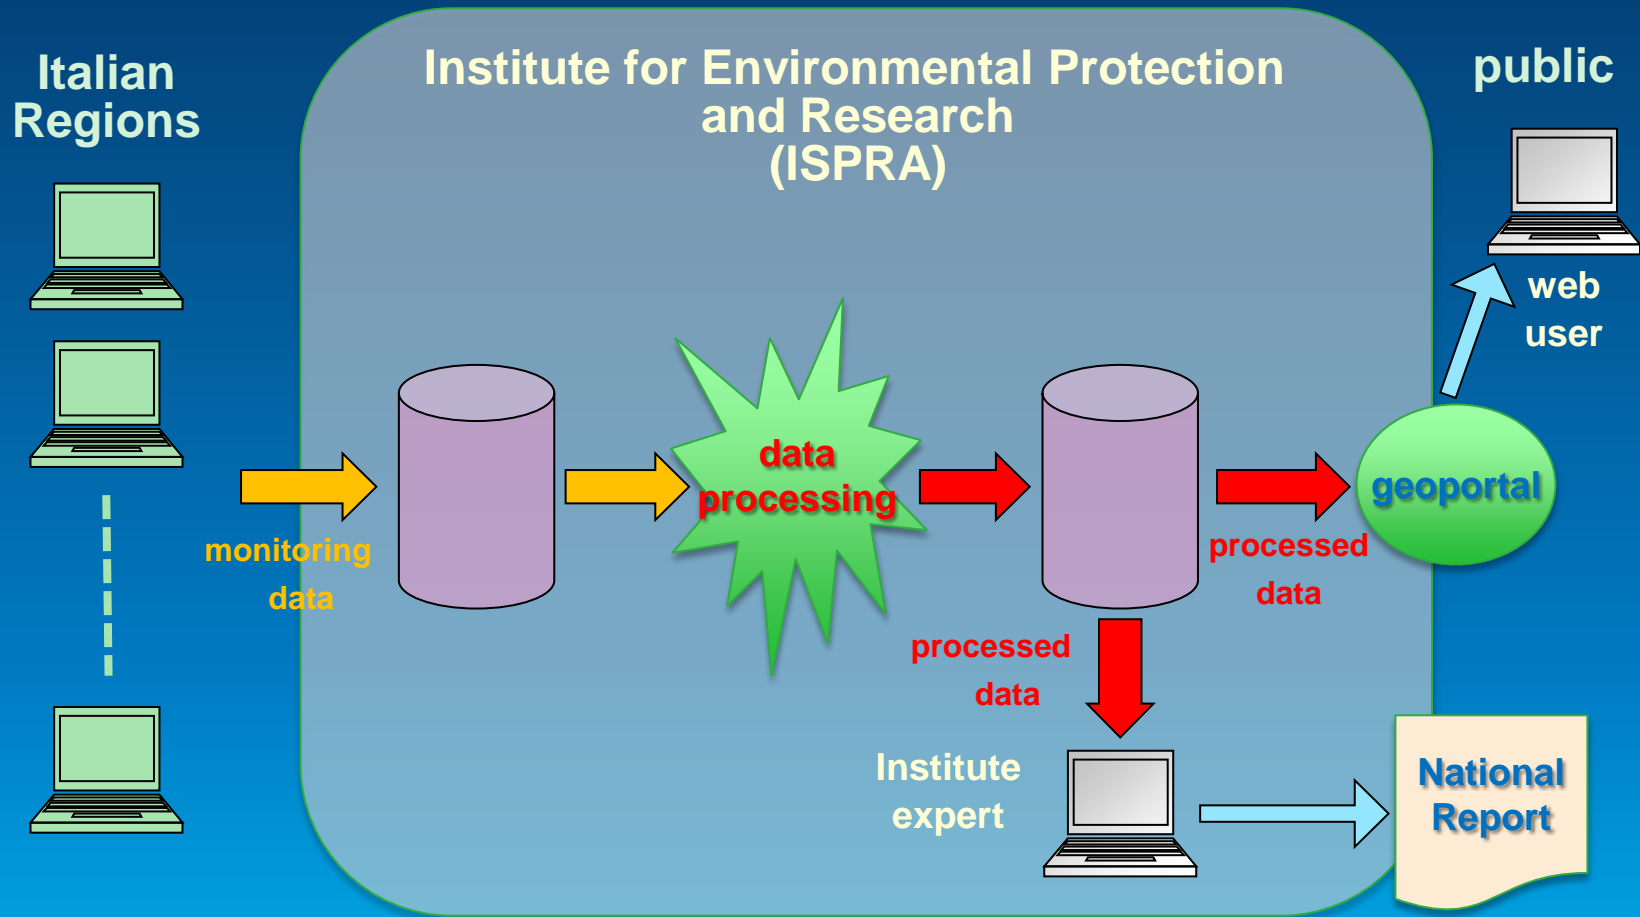 Italian
Regions
Institute for Environmental Protection
and Research
(ISPRA)
public
web
user
data
processing
geoportal
monitoring
data
processed
data
processed
data
Institute
expert
National
Report